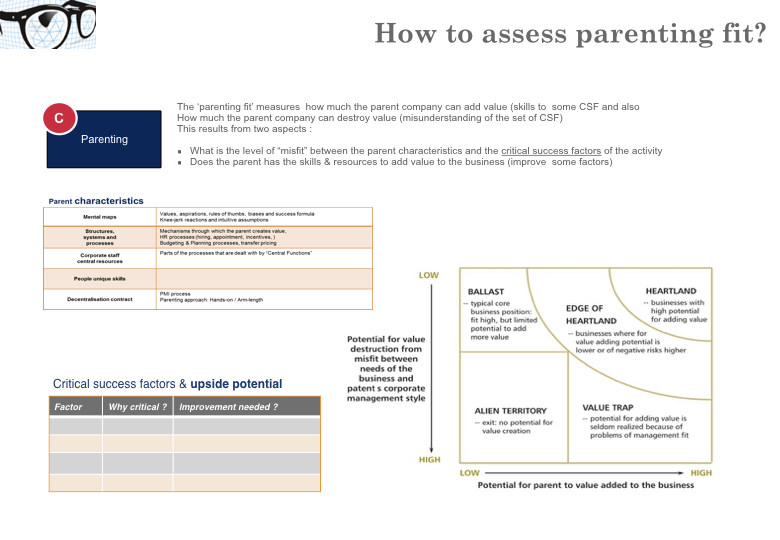 How to assess parenting fit?
C
Parenting
The ‘parenting fit’ measures  how much the parent company can add value (skills to  some CSF and also
How much the parent company can destroy value (misunderstanding of the set of CSF)
This results from two aspects :
▪ What is the level of “misfit” between the parent characteristics and the critical success factors of the activity
▪ Does the parent has the skills & resources to add value to the business (improve  some factors)
Parent characteristics
Mental maps
Values, aspirations, rules of thumbs, biases and success formula
Knee-jerk reactions and intuitive assumptions
Structures,
systems and
processes
Mechanisms through which the parent creates value,
HR processes(hiring, appointment, incentives, )
Budgeting & Planning processes, transfer pricing
Corporate staff
central resources
Parts of the processes that are dealt with by “Central Functions”
People unique skills
Decentralisation contract
PMI process
Parenting approach: Hands-on / Arm-length
Critical success factors & upside potential
Factor Why critical ? Improvement needed ?
LOW
Potential for value
destruction from
misfit between
needs of the
business and
patent s corporate
management style
HIGH
BALLAST
-- typical core
business position:
fit high, but limited
potential to add
more value
EDGE OF
HEARTLAND
-- businesses where for
value adding potential is
lower or of negative risks higher
HEARTLAND
-- businesses with
high potential
for adding value
ALIEN TERRITORY
-- exit: no potential for
value creation
VALUE TRAP
-- potential for adding value is
seldom realized because of
problems of management fit
LOW
HIGH
Potential for parent to value added to the business